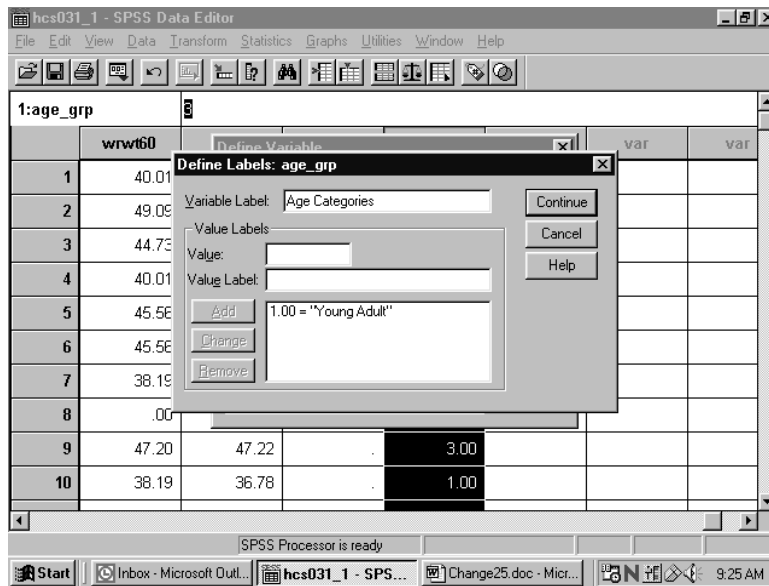 hcs031_1 - SPSS Data Editor
File Edit View Data Transform Statistics Graphs Utilities Window Help
1:age_grp 3
wrwt60 var var
Define Variable
Define Labels: age_grp
Variable Label: Age Categories Continue
Value Labels Cancel
Value: Help
Value Label:
Add 1.00 = "Young Adult"
Change
Remove
1 40.01
2 49.09
3 44.73
4 40.01
5 45.56
6 45.56
7 38.19
8 .00
9 47.20 47.22 . 3.00
10 38.19 36.78 . 1.00
SPSS Processor is ready
Start Inbox - Microsoft Outl... hcs031_1 - SPS... Change25.doc - Micr... 9:25 AM